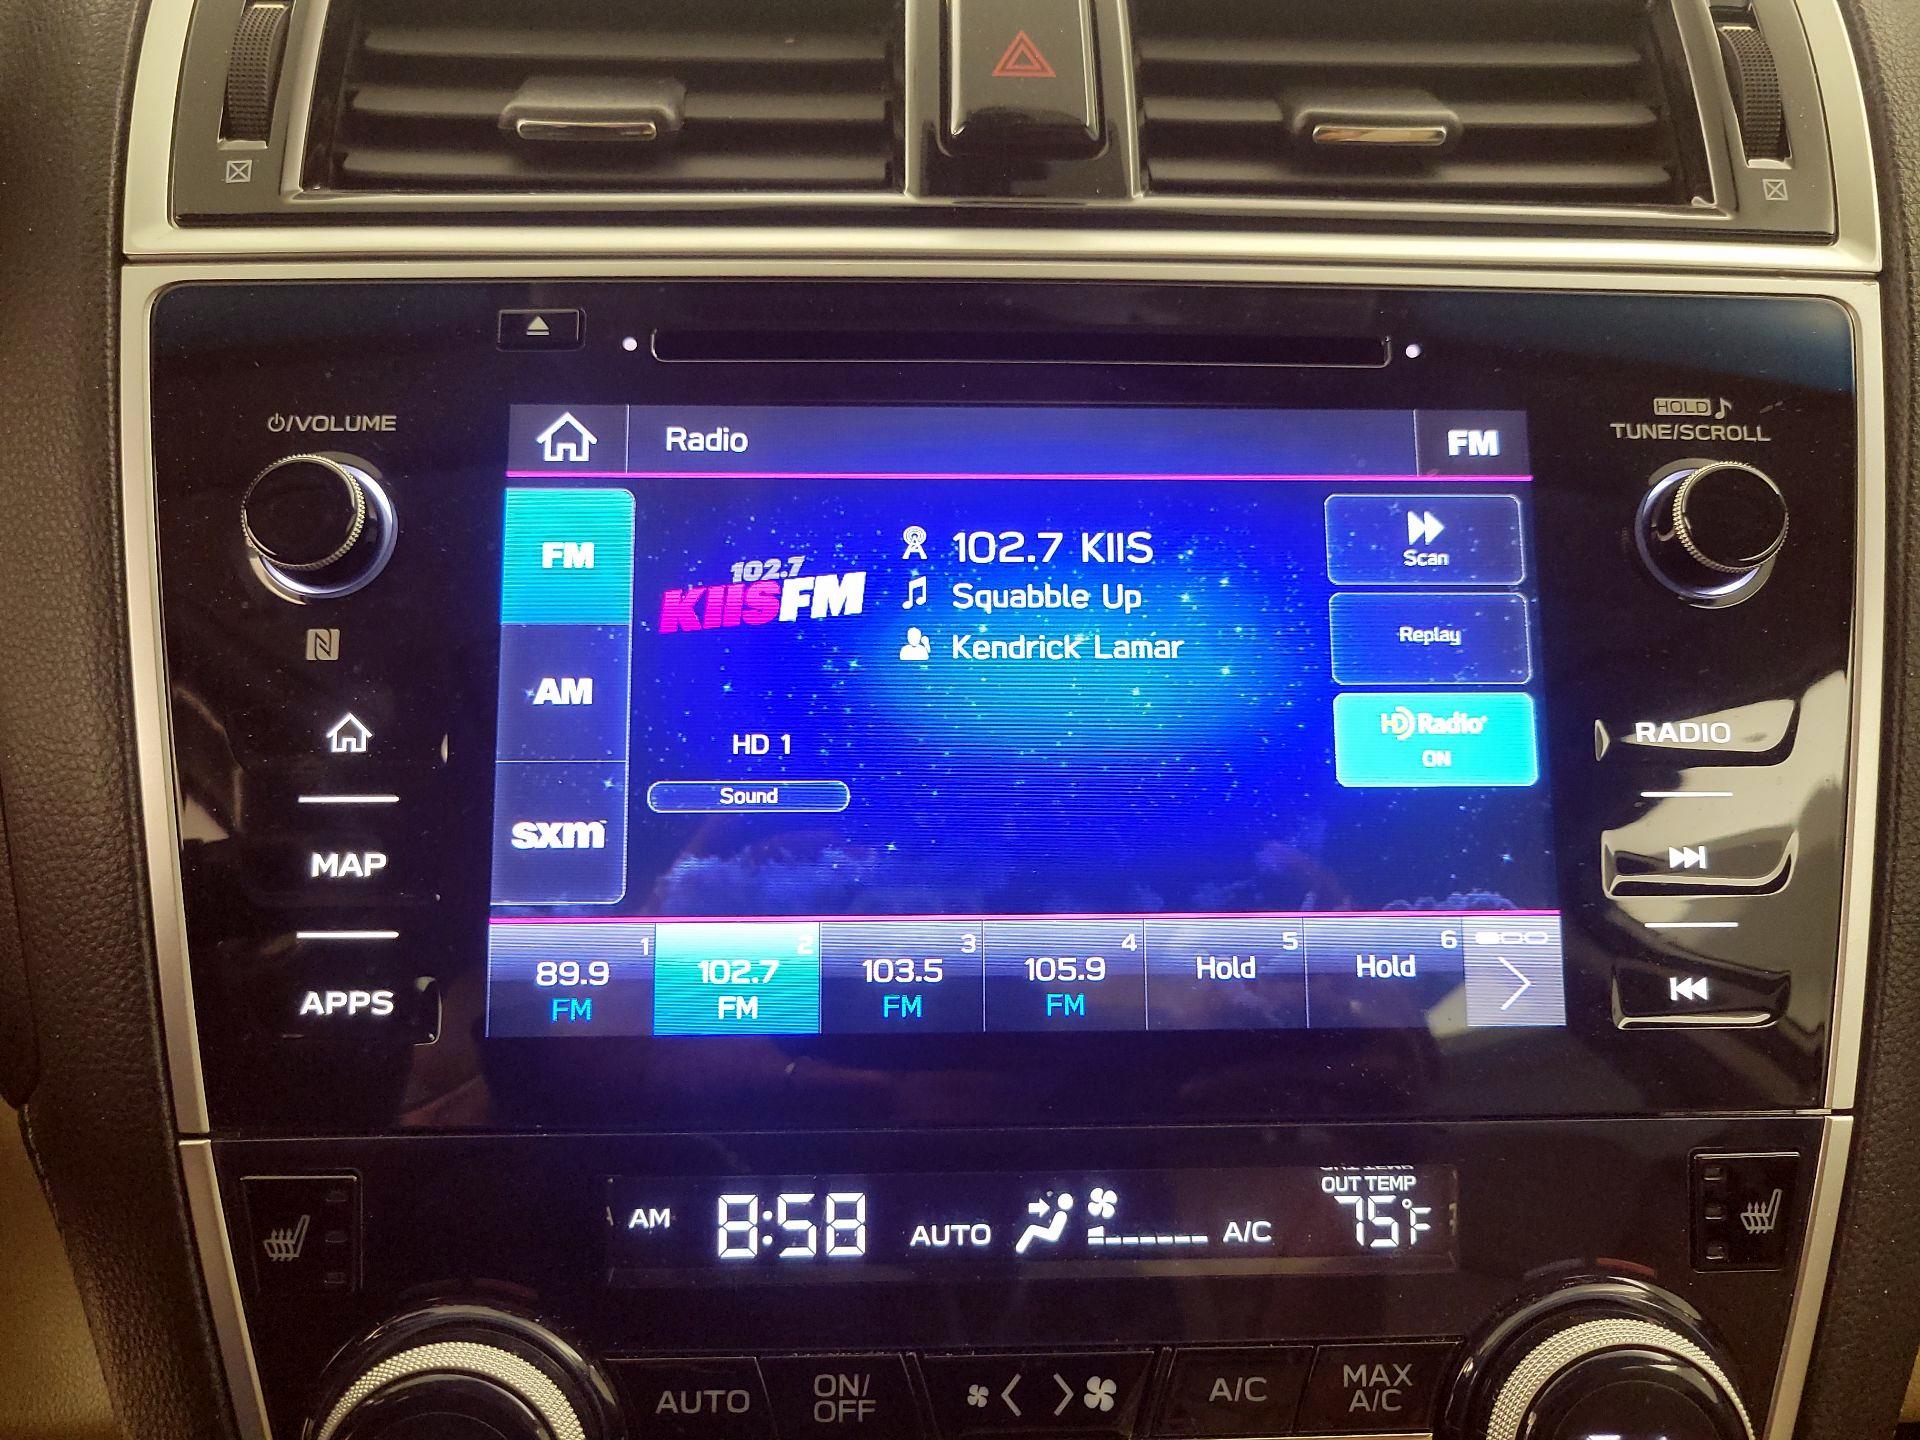 HOLD
⏻/VOLUME
TUNE/SCROLL
Radio
FM
FM
AM
sxm
102.7
KIISFM
102.7 KIIS
Squabble Up
Kendrick Lamar
HD 1
Sound
Scan
Replay
HD Radio
ON
MAP
APPS
RADIO
1
89.9
FM
2
102.7
FM
3
103.5
FM
4
105.9
FM
5
Hold
6
Hold
AM 8:58 AUTO A/C
OUT TEMP
75°F
AUTO
ON/
OFF
A/C
MAX
A/C